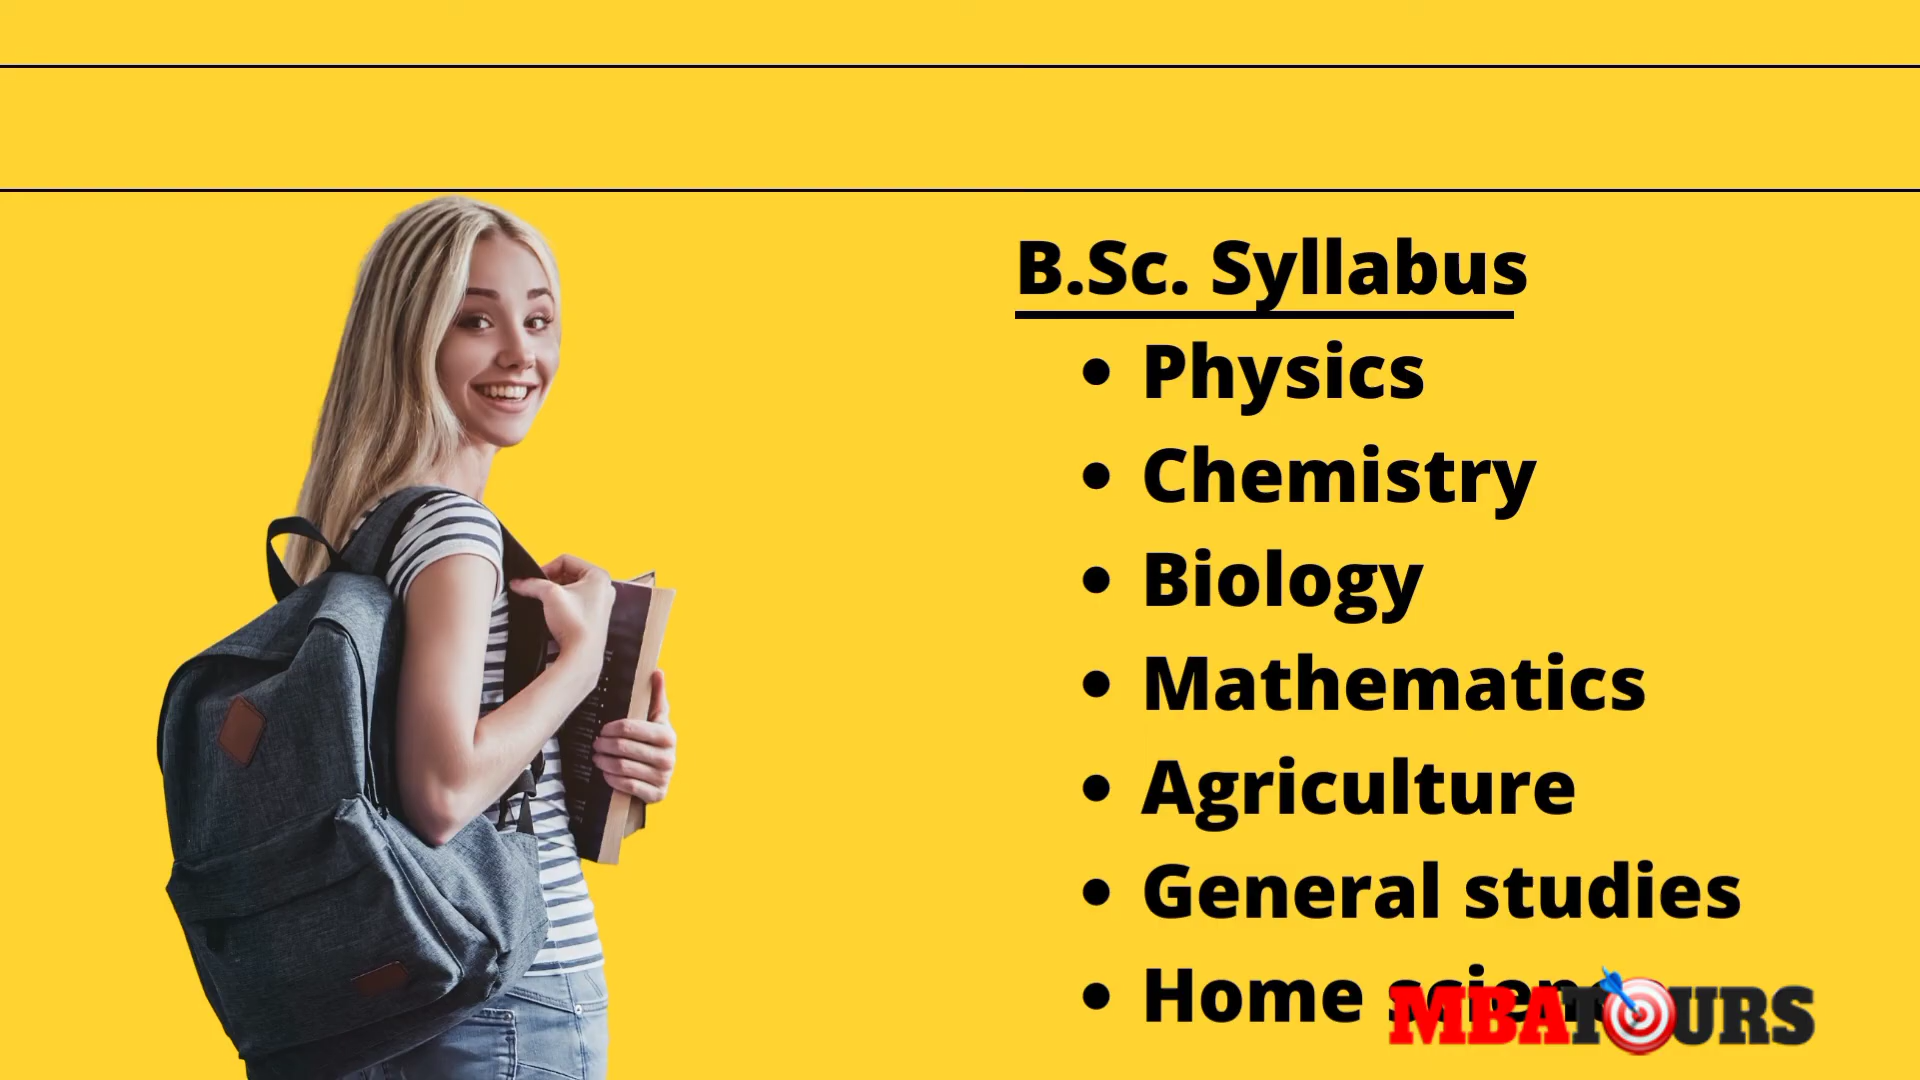 B.Sc. Syllabus
• Physics
• Chemistry
• Biology
• Mathematics
• Agriculture
• General studies
• Home
MBATOURS